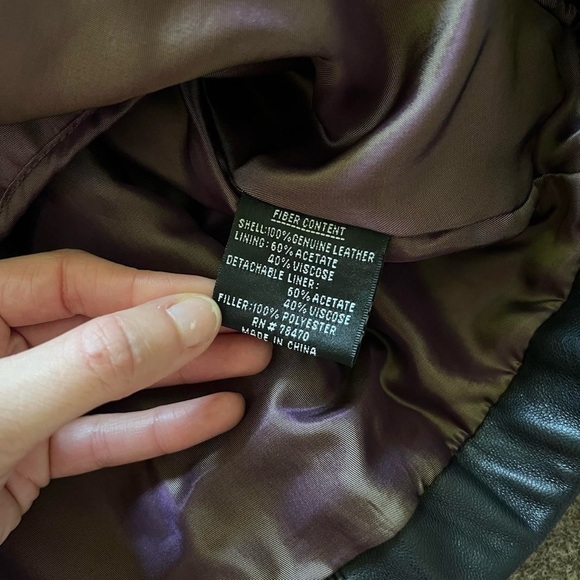 FIBER CONTENT
SHELL:100% GENUINE LEATHER
LINING: 60% ACETATE
40% VISCOSE
DETACHABLE LINER:
60% ACETATE
40% VISCOSE
FILLER:100% POLYESTER
RN# 78470
MADE IN CHINA